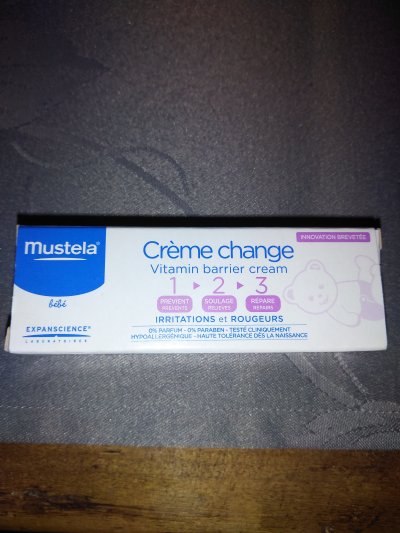 INNOVATION BREVETÉE
mustela®
Crème change
Vitamin barrier cream
1 ▸ 2 ▸ 3
PRÉVIENT SOULAGE RÉPARE
PREVENTS RELIEVES REPAIRS
bébé
IRRITATIONS et ROUGEURS
EXPANSCIENCE®
LABORATOIRES
0% PARFUM - 0% PARABEN - TESTÉ CLINIQUEMENT
HYPOALLERGÉNIQUE - HAUTE TOLÉRANCE DÈS LA NAISSANCE